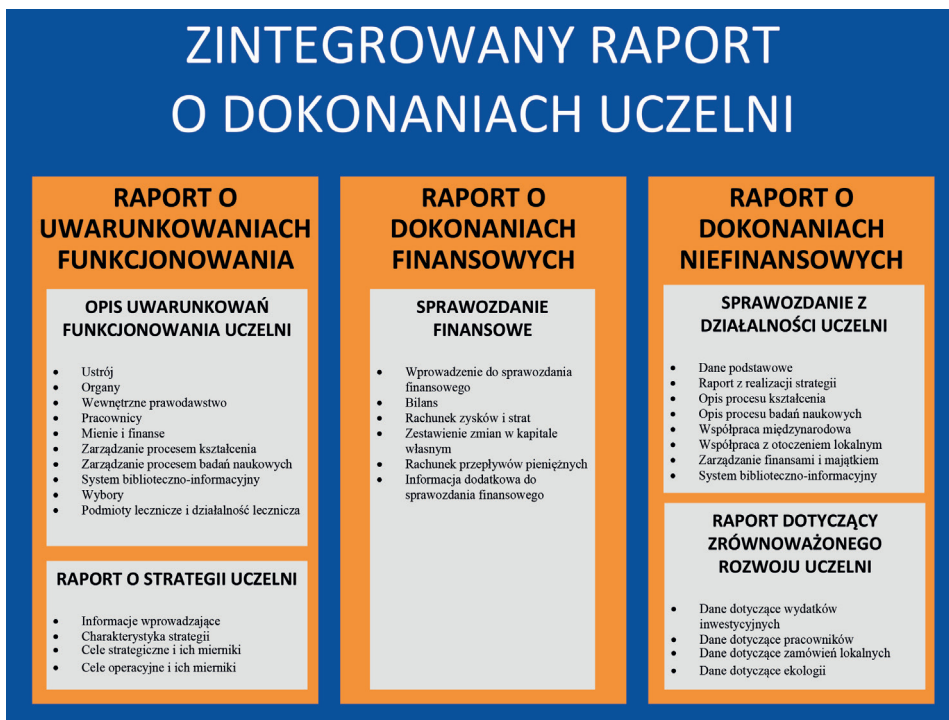 ZINTEGROWANY RAPORT
O DOKONANIACH UCZELNI
RAPORT O
UWARUNKOWANIACH
FUNKCJONOWANIA
OPIS UWARUNKOWAŃ
FUNKCJONOWANIA UCZELNI
• Ustrój
• Organy
• Wewnętrzne prawodawstwo
• Pracownicy
• Mienie i finanse
• Zarządzanie procesem kształcenia
• Zarządzanie procesem badań naukowych
• System biblioteczno-informacyjny
• Wybory
• Podmioty lecznicze i działalność lecznicza
RAPORT O STRATEGII UCZELNI
• Informacje wprowadzające
• Charakterystyka strategii
• Cele strategiczne i ich mierniki
• Cele operacyjne i ich mierniki
RAPORT O
DOKONANIACH
FINANSOWYCH
SPRAWOZDANIE
FINANSOWE
• Wprowadzenie do sprawozdania
finansowego
• Bilans
• Rachunek zysków i strat
• Zestawienie zmian w kapitale
własnym
• Rachunek przepływów pieniężnych
• Informacja dodatkowa do
sprawozdania finansowego
RAPORT O
DOKONANIACH
NIEFINANSOWYCH
SPRAWOZDANIE Z
DZIAŁALNOŚCI UCZELNI
• Dane podstawowe
• Raport z realizacji strategii
• Opis procesu kształcenia
• Opis procesu badań naukowych
• Współpraca międzynarodowa
• Współpraca z otoczeniem lokalnym
• Zarządzanie finansami i majątkiem
• System biblioteczno-informacyjny
RAPORT DOTYCZĄCY
ZRÓWNOWAŻONEGO
ROZWOJU UCZELNI
• Dane dotyczące wydatków
inwestycyjnych
• Dane dotyczące pracowników
• Dane dotyczące zamówień lokalnych
• Dane dotyczące ekologii